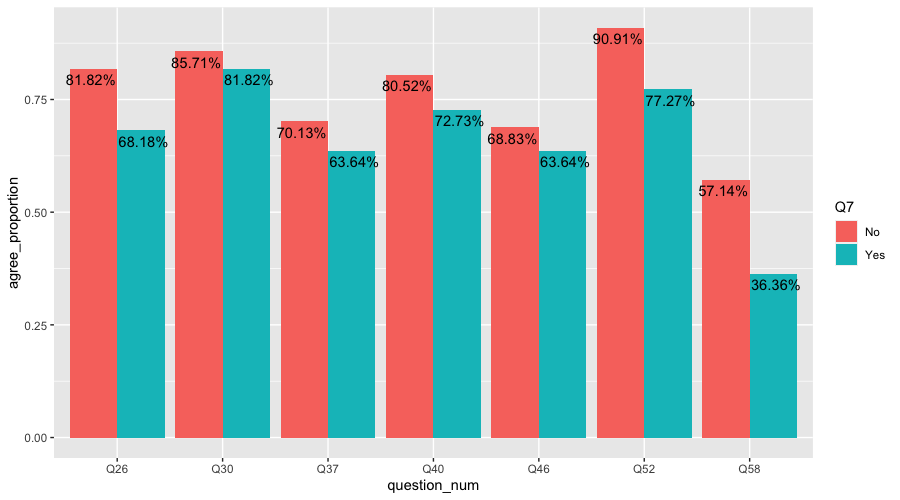 90.91%
85.71%
81.82% 81.82%
80.52%
77.27%
0.75
72.73%
70.13%
68.83%
68.18%
63.64% 63.64%
57.14%
0.50
36.36%
0.25
0.00
agree_proportion
Q26 Q30 Q37 Q40 Q46 Q52 Q58
question_num
Q7
No
Yes